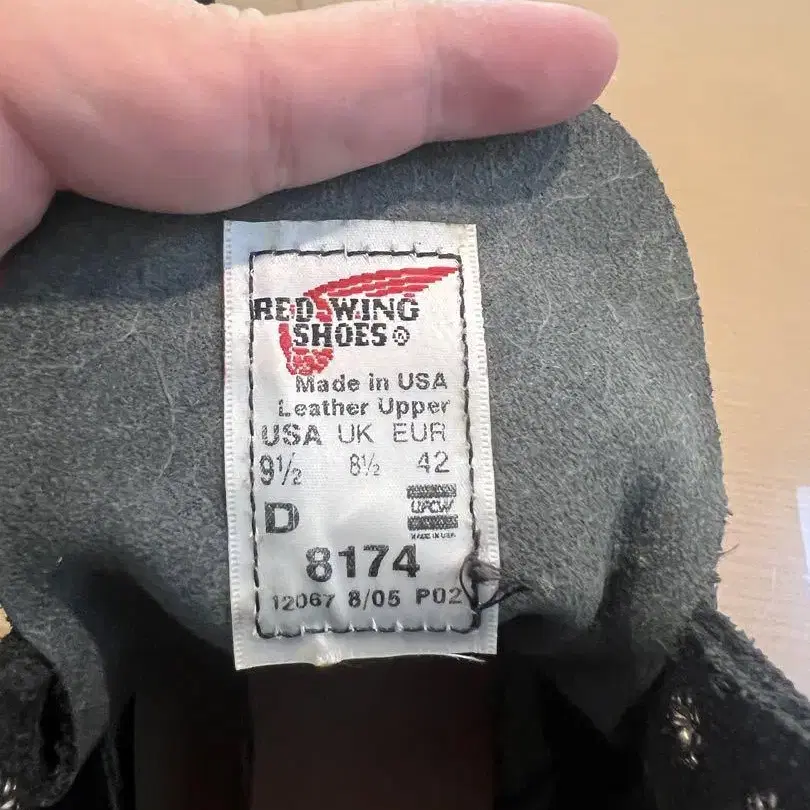 RED WING
SHOES®
Made in USA
Leather Upper
USA UK EUR
9½ 8½ 42
D
UFCW
MADE IN USA
8174
12067 8/05 P02